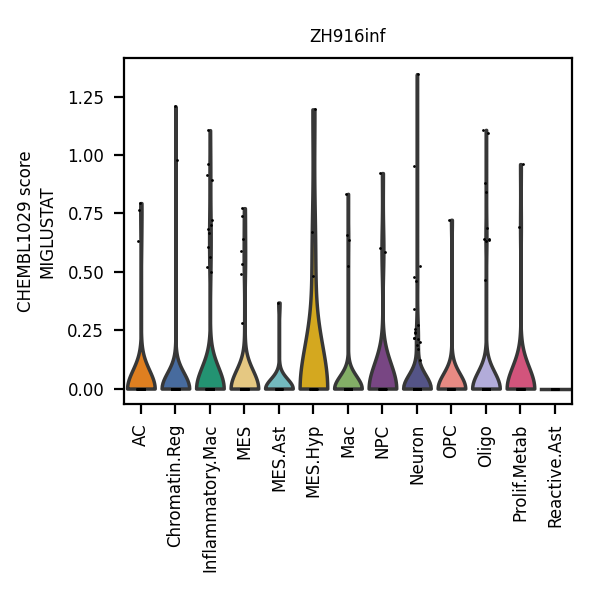 ZH916inf
CHEMBL1029 score
MIGLUSTAT
1.25
1.00
0.75
0.50
0.25
0.00
AC
Chromatin.Reg
Inflammatory.Mac
MES
MES.Ast
MES.Hyp
Mac
NPC
Neuron
OPC
Oligo
Prolif.Metab
Reactive.Ast